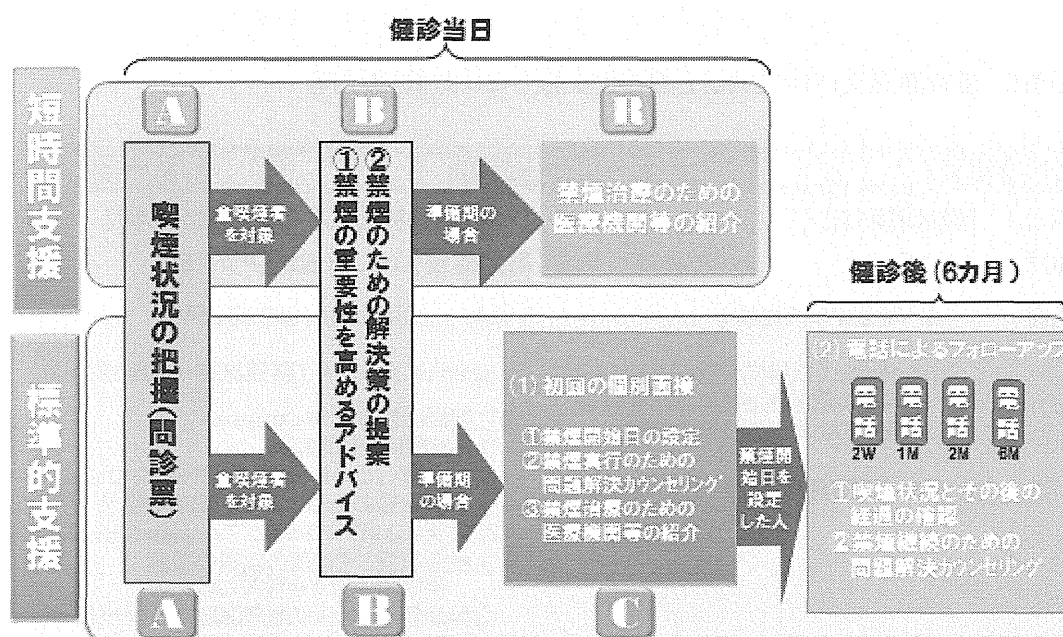 健診当日
短時間支援
A
B
R
喫煙状況の把握(問診票)
全喫煙者
を対象
①禁煙の重要性を高めるアドバイス
②禁煙のための解決策の提案
準備期の
場合
禁煙治療のための
医療機関等の紹介
健診後(6カ月)
標準的支援
全喫煙者
を対象
準備期
の場合
(1)初回の個別面接
①禁煙開始日の設定
②禁煙実行のための
問題解決カウンセリング
③禁煙治療のための
医療機関等の紹介
禁煙開
始日を
設定
した人
(2)電話によるフォローアップ
電話
電話
電話
電話
2W
1M
2M
6M
①喫煙状況とその後の
経過の確認
②禁煙継続のための
問題解決カウンセリング
A
B
C